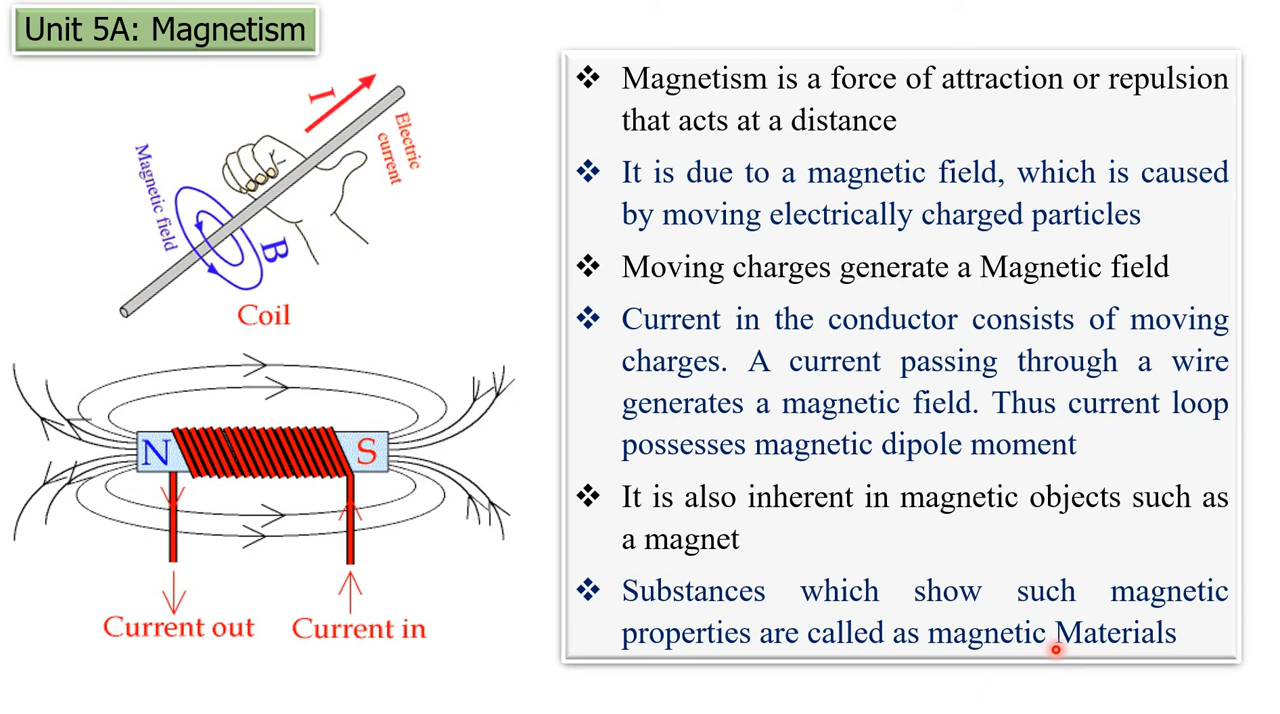 Unit 5A: Magnetism
I
Electric
current
Magnetic field
B
Coil
N
S
Current out
Current in
❖ Magnetism is a force of attraction or repulsion
that acts at a distance
❖ It is due to a magnetic field, which is caused
by moving electrically charged particles
❖ Moving charges generate a Magnetic field
❖ Current in the conductor consists of moving
charges. A current passing through a wire
generates a magnetic field. Thus current loop
possesses magnetic dipole moment
❖ It is also inherent in magnetic objects such as
a magnet
❖ Substances which show such magnetic
properties are called as magnetic Materials